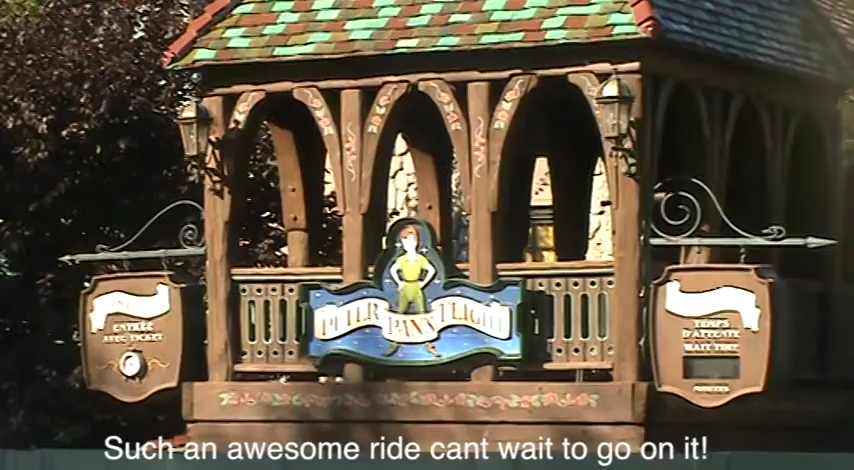 PETER PAN'S FLIGHT
ENTRÉE
AVEC TICKET
TEMPS
D'ATTENTE
WAIT TIME
MINUTES
Such an awesome ride cant wait to go on it!